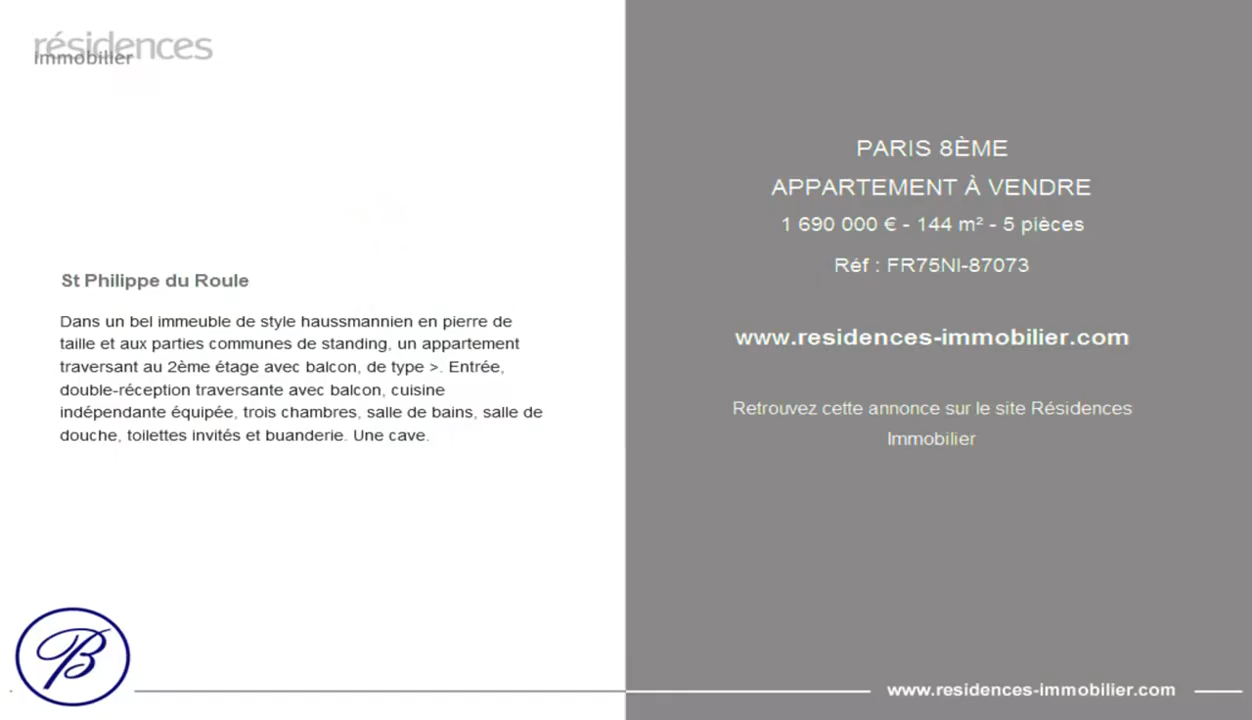 résidences
Immobilier
St Philippe du Roule
Dans un bel immeuble de style haussmannien en pierre de
taille et aux parties communes de standing, un appartement
traversant au 2ème étage avec balcon, de type >. Entrée,
double-réception traversante avec balcon, cuisine
indépendante équipée, trois chambres, salle de bains, salle de
douche, toilettes invités et buanderie. Une cave.
B
PARIS 8ÈME
APPARTEMENT À VENDRE
1 690 000 € - 144 m² - 5 pièces
Réf : FR75NI-87073
www.residences-immobilier.com
Retrouvez cette annonce sur le site Résidences
Immobilier
www.residences-immobilier.com